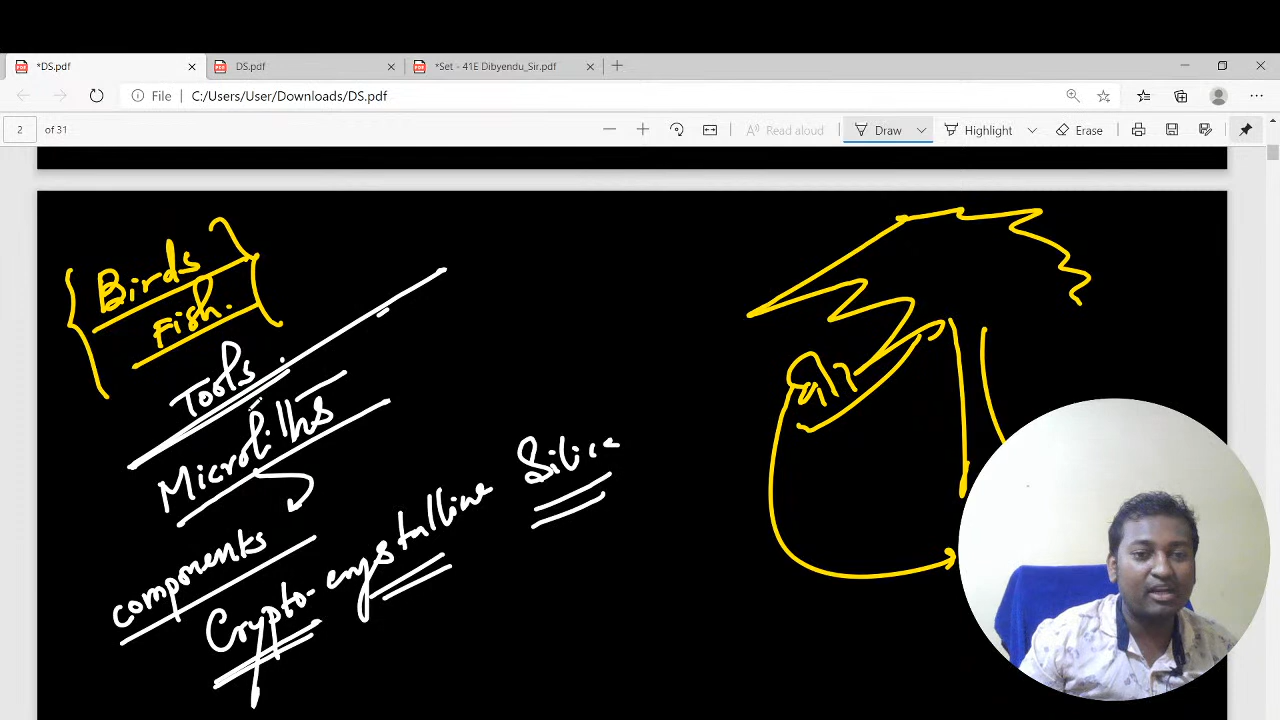 *DS.pdf
DS.pdf
*Set - 41E Dibyendu_Sir.pdf
File
C:/Users/User/Downloads/DS.pdf
2 of 31
Read aloud
Draw
Highlight
Erase
Birds
Fish.
Tools
Microliths
components
Crypto-crystalline Silica